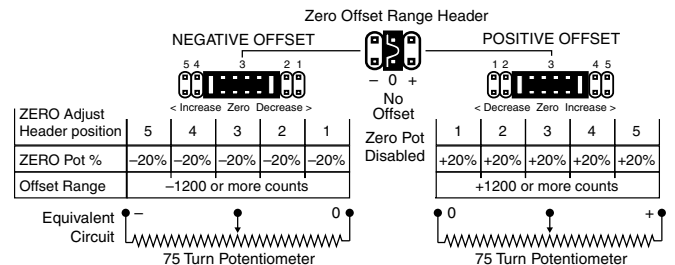 Zero Offset Range Header
NEGATIVE OFFSET
POSITIVE OFFSET
5 4 3 2 1
– 0 +
1 2 3 4 5
No
Offset
< Increase Zero Decrease >
< Decrease Zero Increase >
ZERO Adjust
Header position
5 4 3 2 1
Zero Pot
Disabled
1 2 3 4 5
ZERO Pot % –20% –20% –20% –20% –20%
+20% +20% +20% +20% +20%
Offset Range –1200 or more counts
+1200 or more counts
Equivalent
Circuit
– 0
0 +
75 Turn Potentiometer
75 Turn Potentiometer